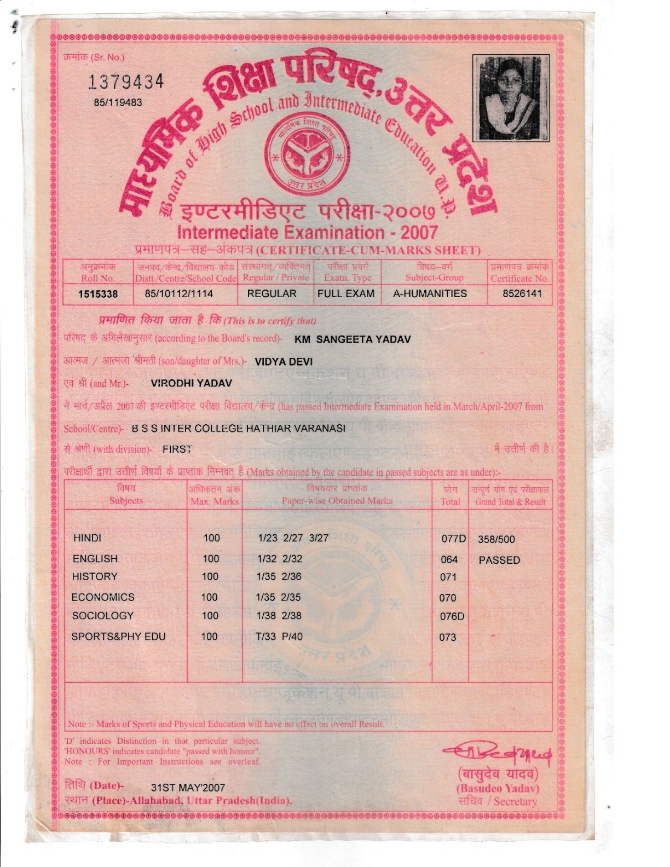 क्रमांक (Sr. No.)
1379434
85/119483
माध्यमिक शिक्षा परिषद्, उत्तर प्रदेश
Board of High School and Intermediate Education U.P.
माध्यमिक शिक्षा परिषद्
उत्तर प्रदेश
इण्टरमीडिएट परीक्षा-२००७
Intermediate Examination - 2007
प्रमाणपत्र-सह-अंकपत्र (CERTIFICATE-CUM-MARKS SHEET)
अनुक्रमांक जनपद/केन्द्र/विद्यालय कोड संस्थागत/व्यक्तिगत परीक्षा प्रवर्ग विषय-वर्ग प्रमाणपत्र क्रमांक
Roll No. Distt./Centre/School Code Regular / Private Exam. Type Subject-Group Certificate No.
1515338 85/10112/1114 REGULAR FULL EXAM A-HUMANITIES 8526141
प्रमाणित किया जाता है कि (This is to certify that)
परिषद् के अभिलेखानुसार (according to the Board's record)- KM SANGEETA YADAV
आत्मज / आत्मजा श्रीमती (son/daughter of Mrs.)- VIDYA DEVI
एवं श्री (and Mr.)- VIRODHI YADAV
ने मार्च/अप्रैल 2007 की इण्टरमीडिएट परीक्षा विद्यालय/केन्द्र (has passed Intermediate Examination held in March/April-2007 from
School/Centre)- B S S INTER COLLEGE HATHIAR VARANASI
से श्रेणी (with division)- FIRST में उत्तीर्ण की है।
परीक्षार्थी द्वारा उत्तीर्ण विषयों के प्राप्तांक निम्नवत् हैं (Marks obtained by the candidate in passed subjects are as under):-
विषय अधिकतम अंक विषयवार प्राप्तांक योग सम्पूर्ण योग एवं परीक्षाफल
Subjects Max. Marks Paper-wise Obtained Marks Total Grand Total & Result
HINDI 100 1/23 2/27 3/27 077D 358/500
ENGLISH 100 1/32 2/32 064 PASSED
HISTORY 100 1/35 2/36 071
ECONOMICS 100 1/35 2/35 070
SOCIOLOGY 100 1/38 2/38 076D
SPORTS&PHY EDU 100 T/33 P/40 073
Note :- Marks of Sports and Physical Education will have no effect on overall Result.
'D' indicates Distinction in that particular subject.
'HONOURS' indicates candidate "passed with honour".
Note : For Important Instructions see overleaf.
तिथि (Date)- 31ST MAY'2007
स्थान (Place)-Allahabad, Uttar Pradesh(India).
(बासुदेव यादव)
(Basudeo Yadav)
सचिव / Secretary